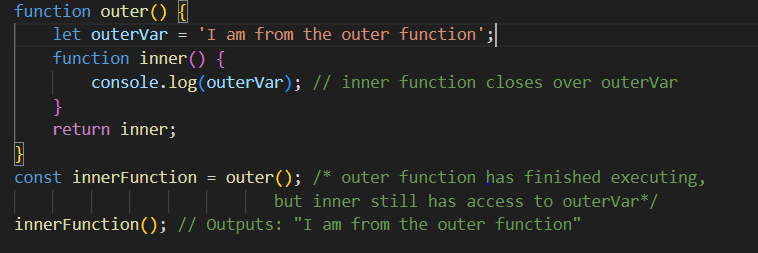 function outer() {
    let outerVar = 'I am from the outer function';
    function inner() {
        console.log(outerVar); // inner function closes over outerVar
    }
    return inner;
}
const innerFunction = outer(); /* outer function has finished executing,
                           but inner still has access to outerVar*/
innerFunction(); // Outputs: "I am from the outer function"